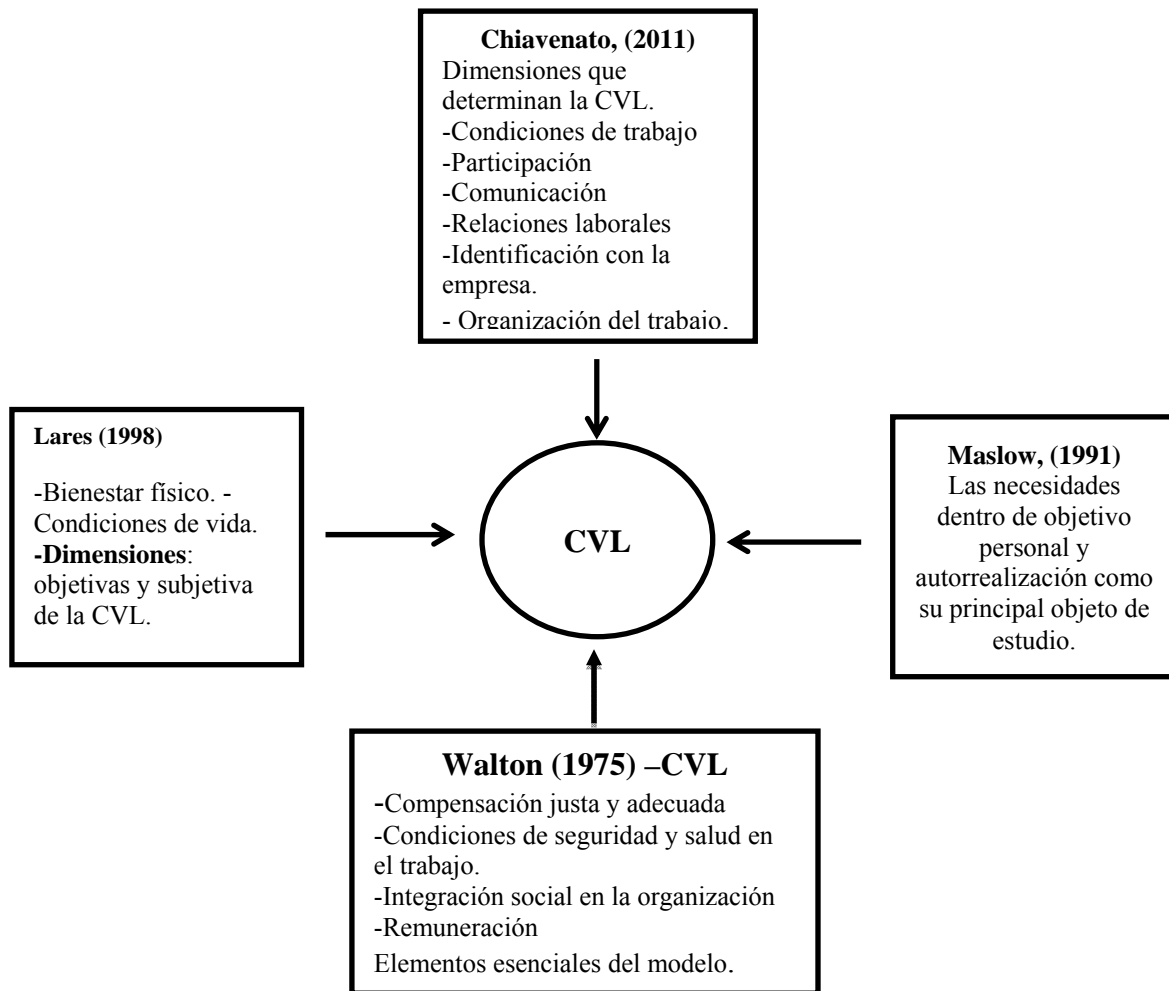 Chiavenato, (2011)
Dimensiones que
determinan la CVL.
-Condiciones de trabajo
-Participación
-Comunicación
-Relaciones laborales
-Identificación con la
empresa.
- Organización del trabajo.
Lares (1998)
-Bienestar físico. -
Condiciones de vida.
-Dimensiones:
objetivas y subjetiva
de la CVL.
CVL
Maslow, (1991)
Las necesidades
dentro de objetivo
personal y
autorrealización como
su principal objeto de
estudio.
Walton (1975) –CVL
-Compensación justa y adecuada
-Condiciones de seguridad y salud en
el trabajo.
-Integración social en la organización
-Remuneración
Elementos esenciales del modelo.